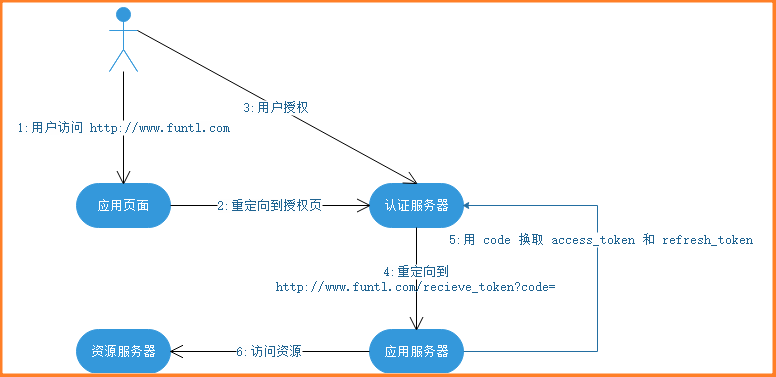 3:用户授权
1:用户访问 http://www.funtl.com
应用页面
2:重定向到授权页
认证服务器
5:用 code 换取 access_token 和 refresh_token
4:重定向到
http://www.funtl.com/recieve_token?code=
资源服务器
6:访问资源
应用服务器